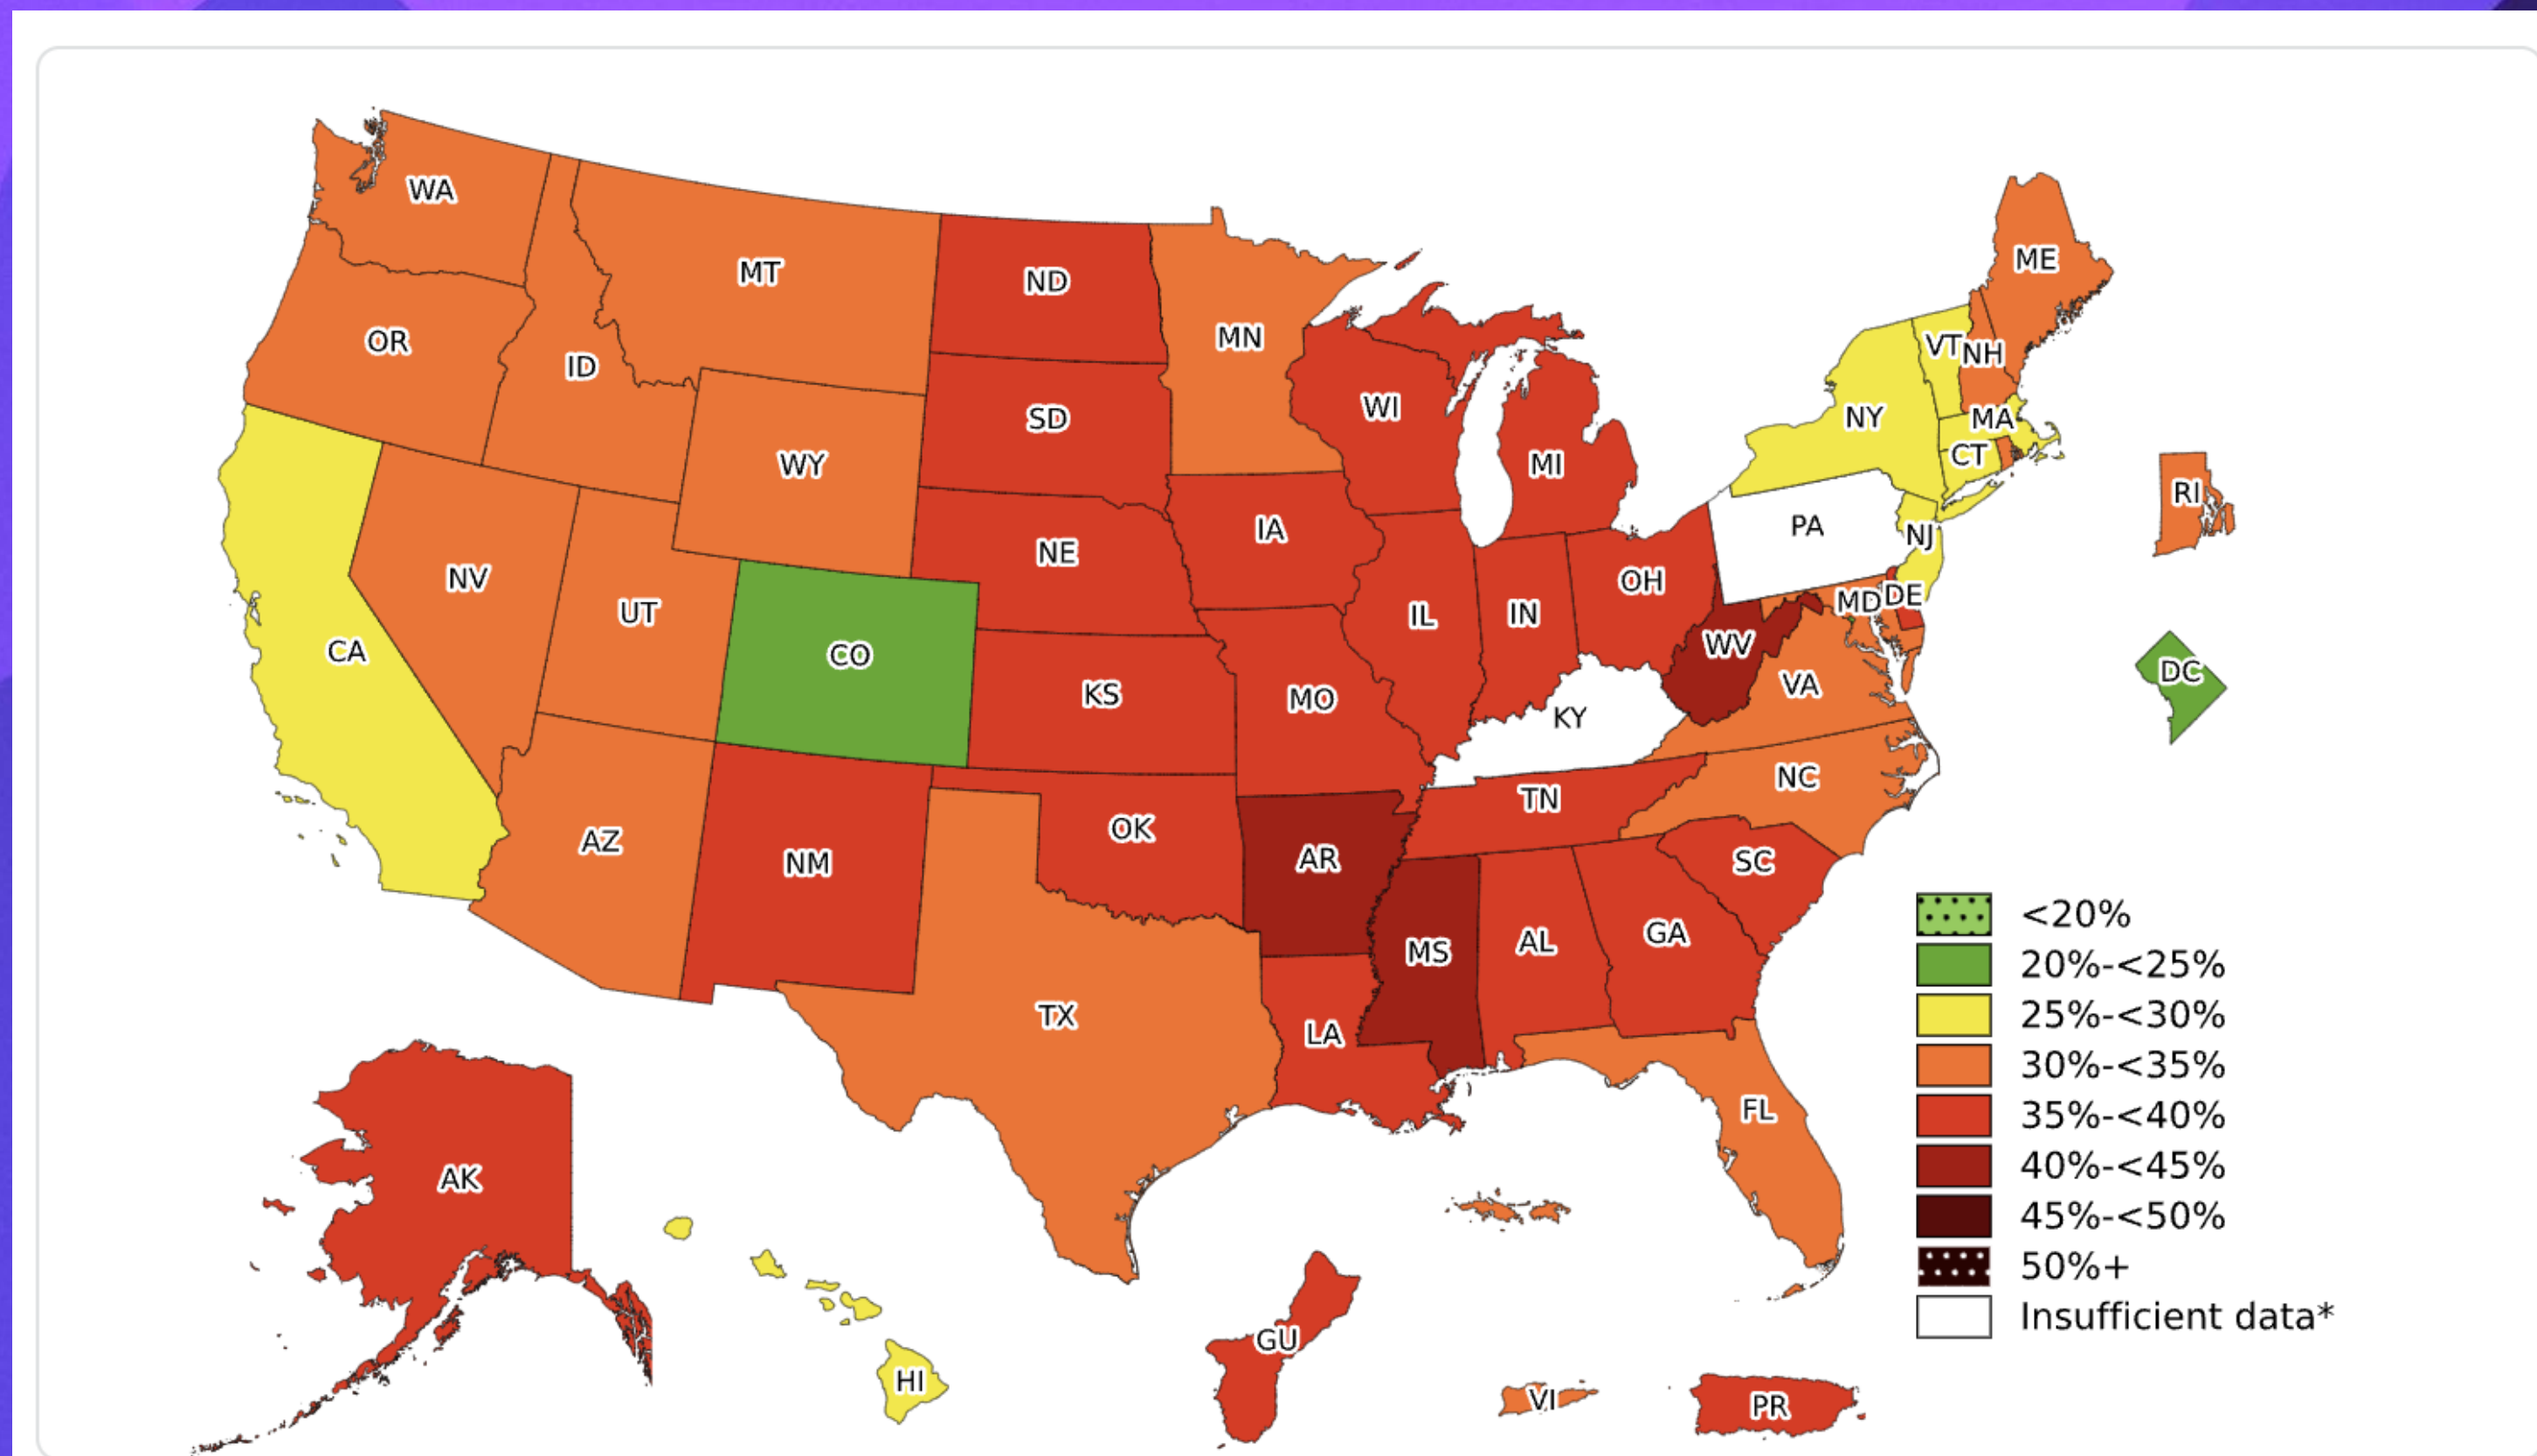 WA
MT
ND
MN
ME
OR
ID
VT
NH
SD
WI
NY
MA
WY
MI
CT
RI
IA
PA
NJ
NE
NV
UT
OH
MD
DE
IL
IN
CO
CA
WV
DC
KS
MO
VA
KY
NC
TN
OK
AZ
NM
AR
SC
MS
AL
GA
TX
LA
FL
AK
GU
HI
VI
PR
<20%
20%-<25%
25%-<30%
30%-<35%
35%-<40%
40%-<45%
45%-<50%
50%+
Insufficient data*